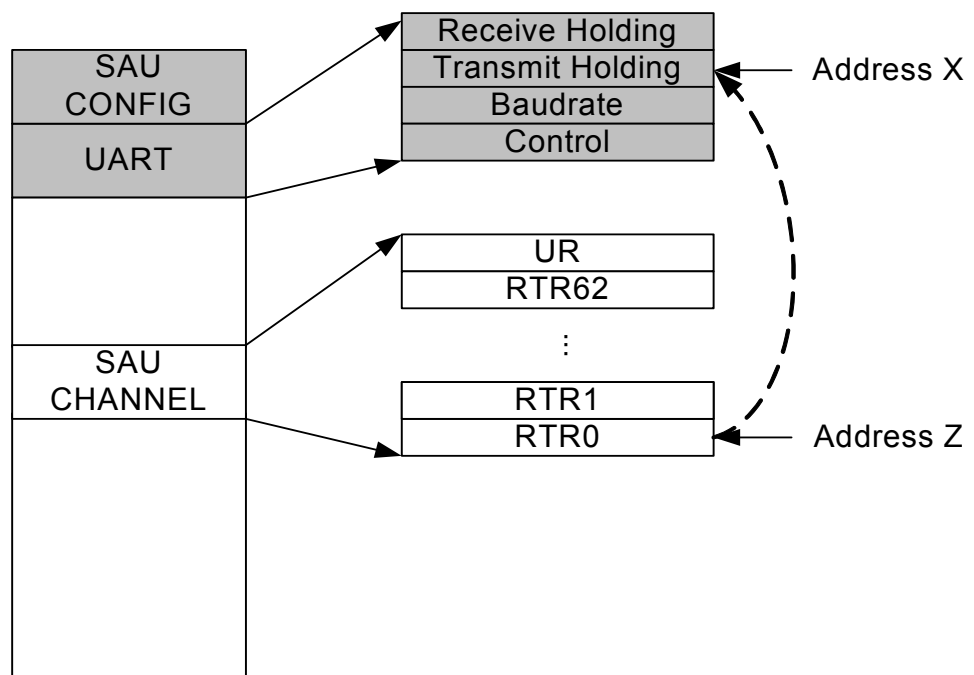 SAU
CONFIG
UART
SAU
CHANNEL
Receive Holding
Transmit Holding
Baudrate
Control
UR
RTR62
...
RTR1
RTR0
Address X
Address Z